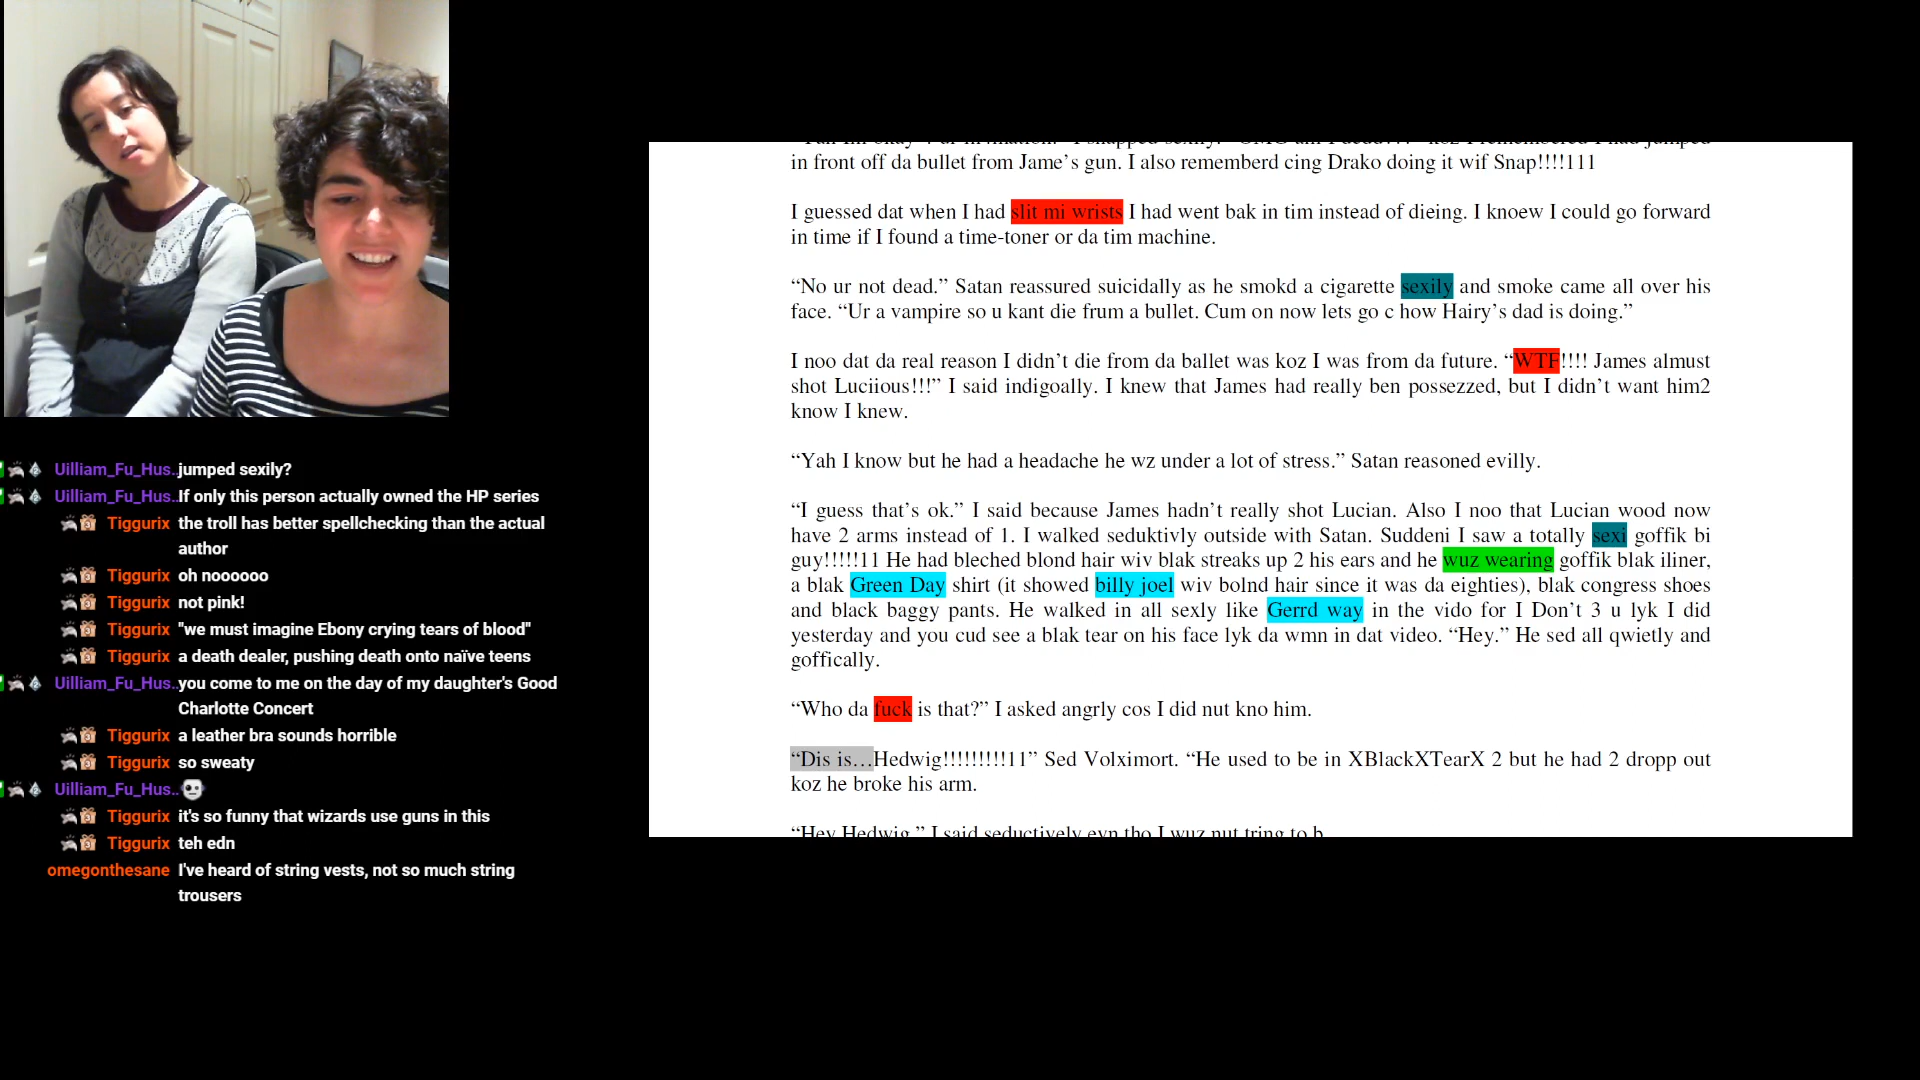 Uilliam_Fu_Hus.. jumped sexily?
Uilliam_Fu_Hus.. If only this person actually owned the HP series
Tiggurix the troll has better spellchecking than the actual
author
Tiggurix oh noooooo
Tiggurix not pink!
Tiggurix "we must imagine Ebony crying tears of blood"
Tiggurix a death dealer, pushing death onto naïve teens
Uilliam_Fu_Hus.. you come to me on the day of my daughter's Good
Charlotte Concert
Tiggurix a leather bra sounds horrible
Tiggurix so sweaty
Uilliam_Fu_Hus..
Tiggurix it's so funny that wizards use guns in this
Tiggurix teh edn
omegonthesane I've heard of string vests, not so much string
trousers
in front off da bullet from Jame’s gun. I also rememberd cing Drako doing it wif Snap!!!!111
I guessed dat when I had slit mi wrists I had went bak in tim instead of dieing. I knoew I could go forward
in time if I found a time-toner or da tim machine.
“No ur not dead.” Satan reassured suicidally as he smokd a cigarette sexily and smoke came all over his
face. “Ur a vampire so u kant die frum a bullet. Cum on now lets go c how Hairy’s dad is doing.”
I noo dat da real reason I didn’t die from da ballet was koz I was from da future. “WTF!!!! James almust
shot Luciious!!!” I said indigoally. I knew that James had really ben possezzed, but I didn’t want him2
know I knew.
“Yah I know but he had a headache he wz under a lot of stress.” Satan reasoned evilly.
“I guess that’s ok.” I said because James hadn’t really shot Lucian. Also I noo that Lucian wood now
have 2 arms instead of 1. I walked seduktivly outside with Satan. Suddeni I saw a totally sexi goffik bi
guy!!!!!11 He had bleched blond hair wiv blak streaks up 2 his ears and he wuz wearing goffik blak iliner,
a blak Green Day shirt (it showed billy joel wiv bolnd hair since it was da eighties), blak congress shoes
and black baggy pants. He walked in all sexly like Gerrd way in the vido for I Don’t 3 u lyk I did
yesterday and you cud see a blak tear on his face lyk da wmn in dat video. “Hey.” He sed all qwietly and
goffically.
“Who da fuck is that?” I asked angrly cos I did nut kno him.
“Dis is…Hedwig!!!!!!!!!11” Sed Volximort. “He used to be in XBlackXTearX 2 but he had 2 dropp out
koz he broke his arm.
“Hey Hedwig.” I said seductively evn tho I wuz nut tring to b